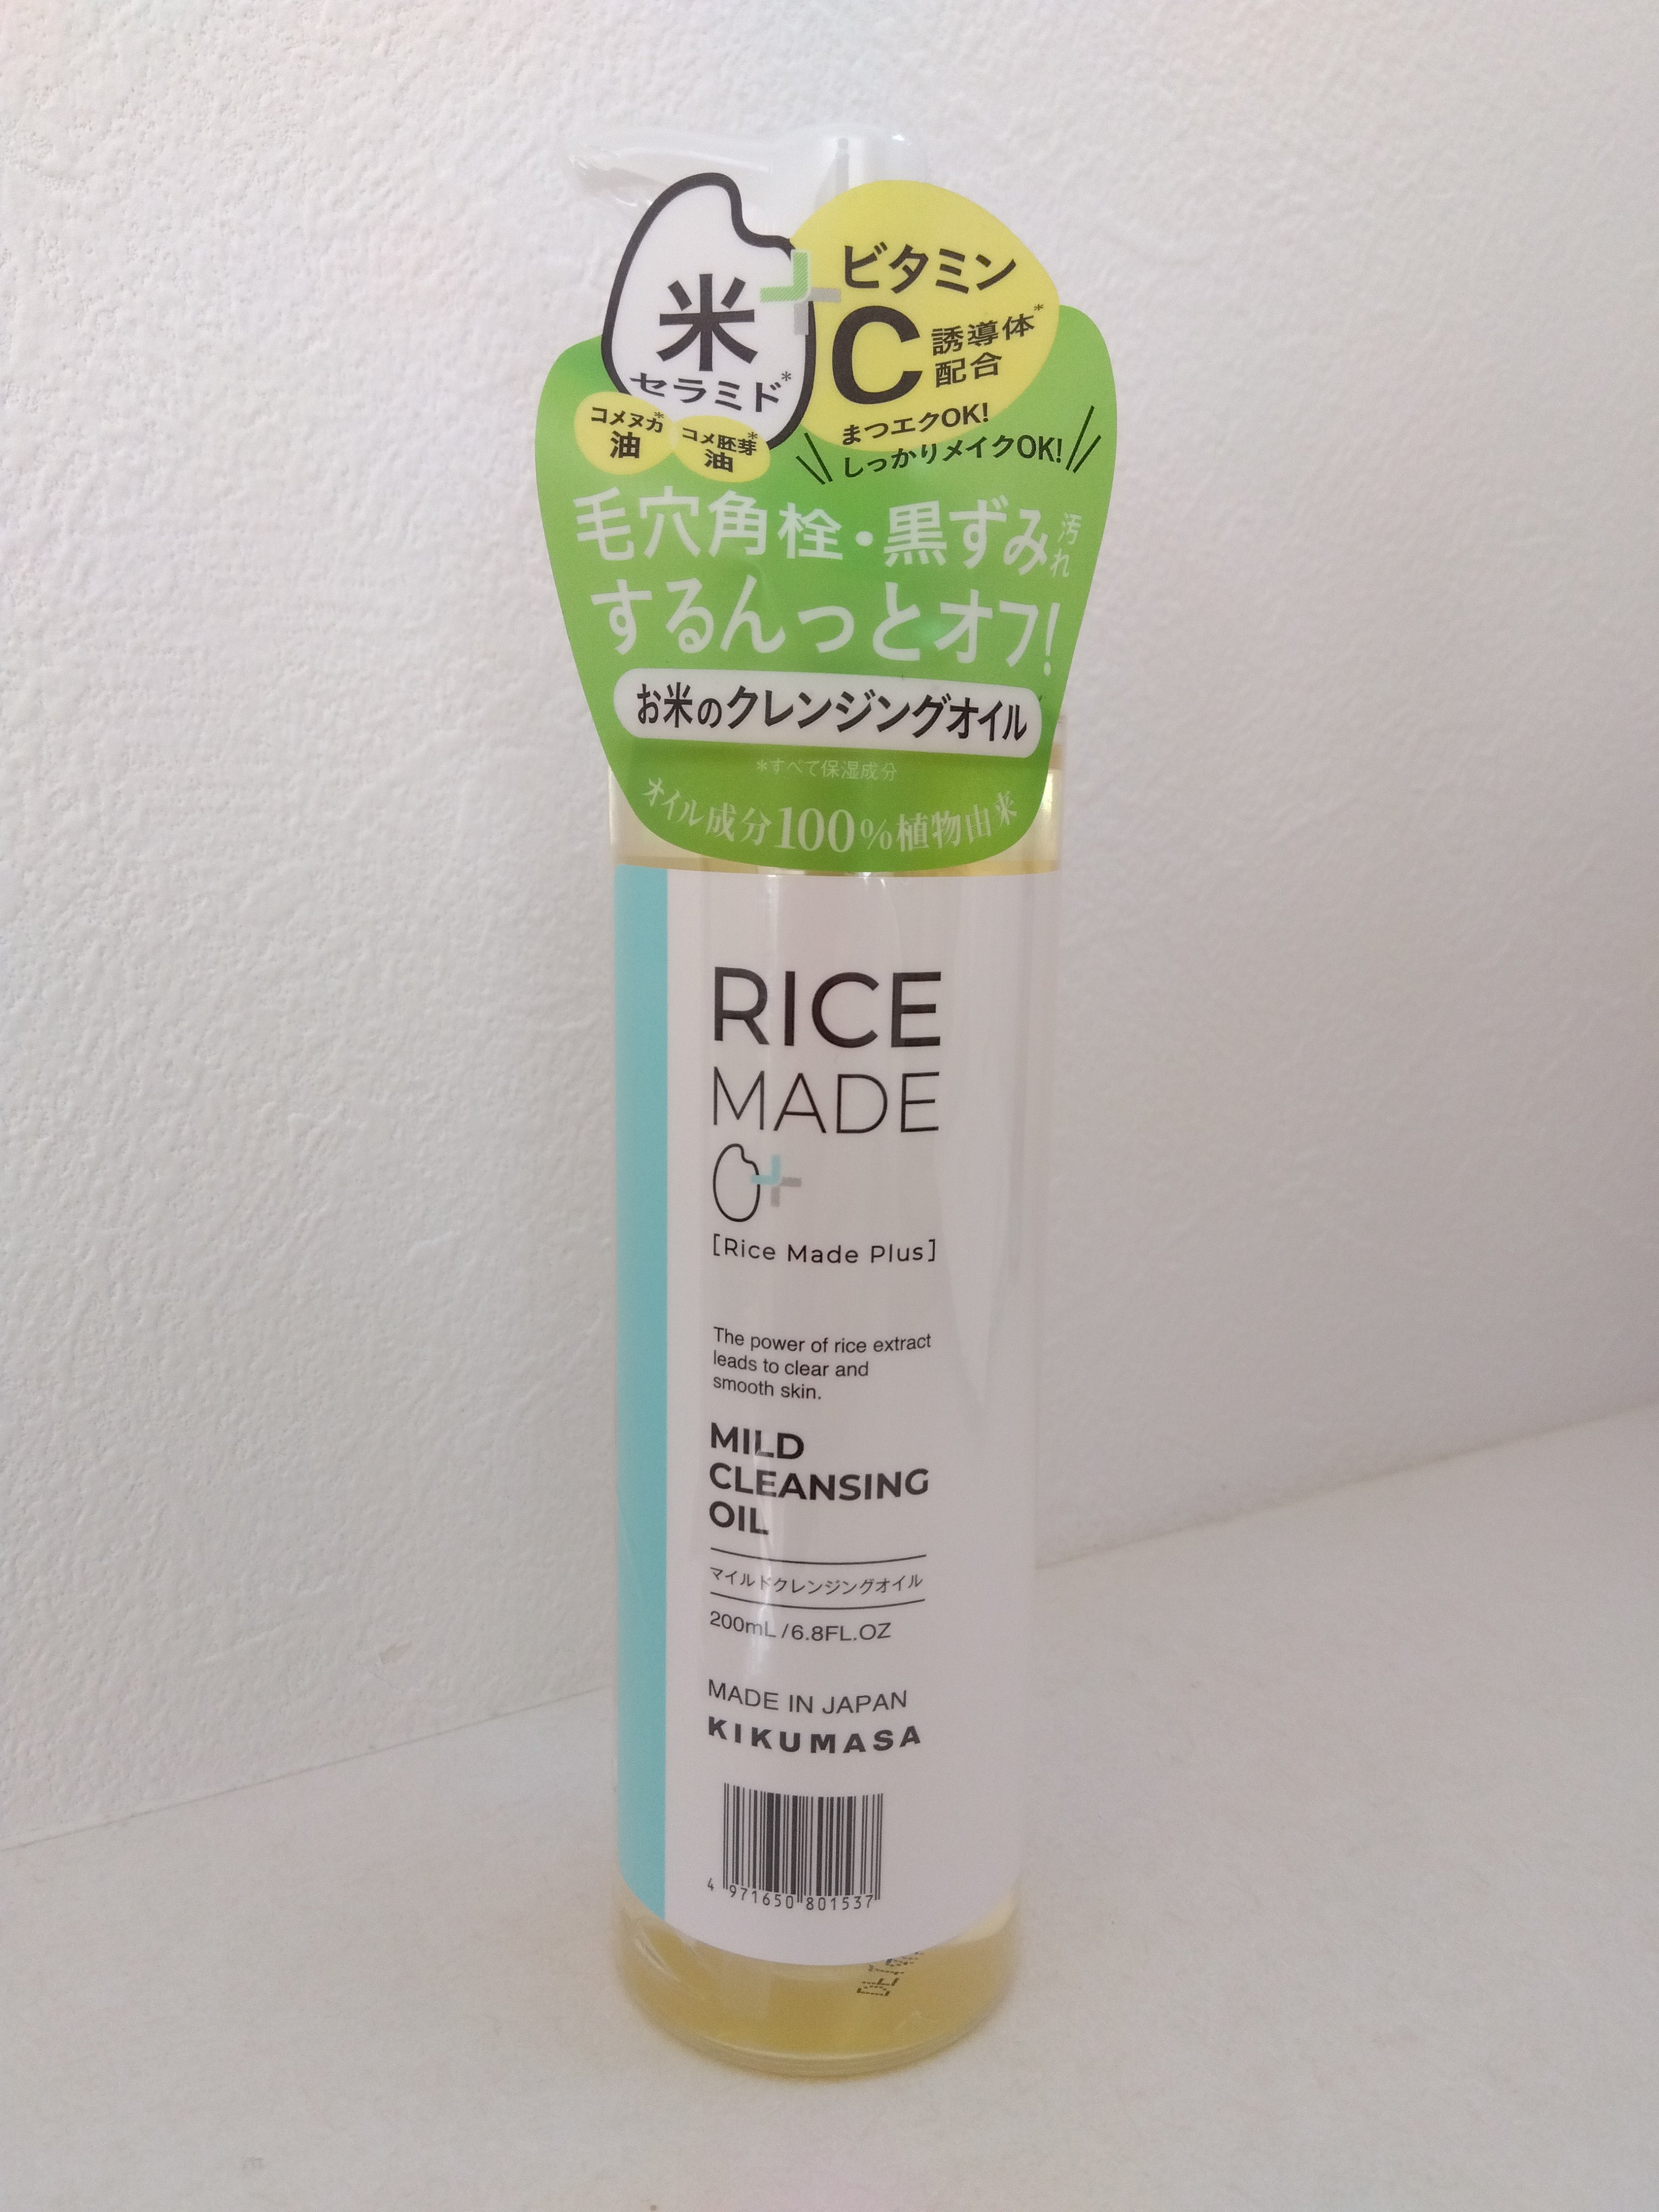 米
セラミド*
コメヌカ*
油
コメ胚芽*
油
ビタミン
C誘導体*
配合
まつエクOK!
しっかりメイクOK!
毛穴角栓・黒ずみ汚れ
するんっとオフ!
お米のクレンジングオイル
*すべて保湿成分
オイル成分100%植物由来
RICE
MADE
[Rice Made Plus]
The power of rice extract
leads to clear and
smooth skin.
MILD
CLEANSING
OIL
マイルドクレンジングオイル
200mL/6.8FL.OZ
MADE IN JAPAN
KIKUMASA
4 971650 801537